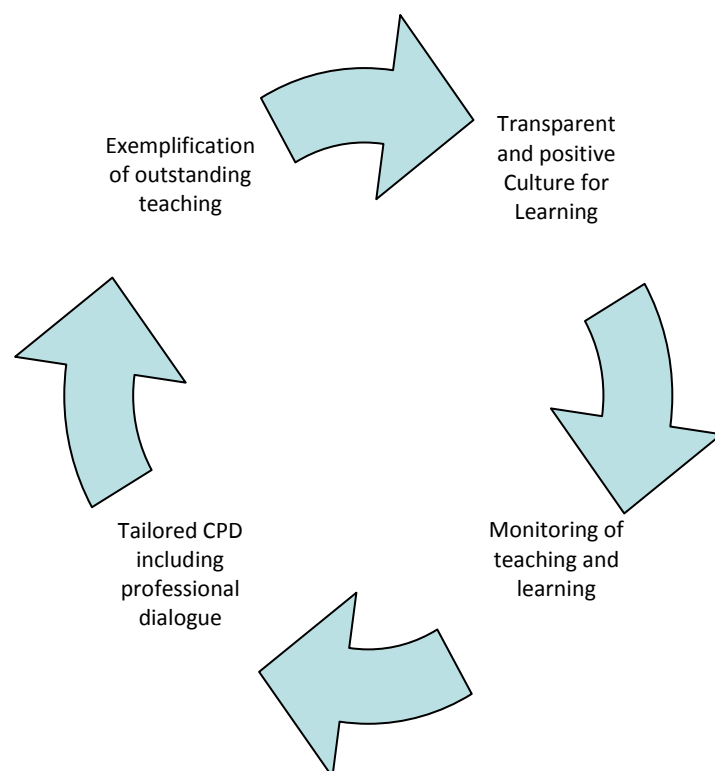 Exemplification
of outstanding
teaching
Transparent
and positive
Culture for
Learning
Monitoring of
teaching and
learning
Tailored CPD
including
professional
dialogue